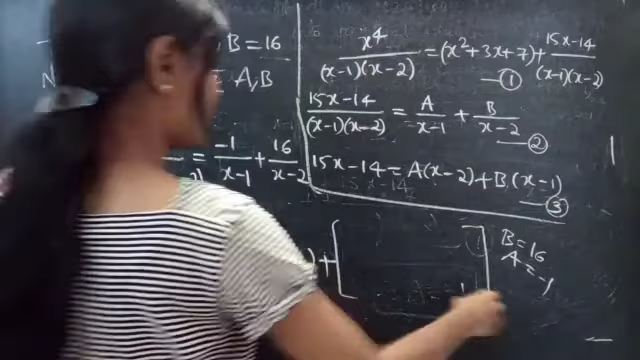 B = 16
N
A, B
= -1/(x-1) + 16/(x-2
x⁴/((x-1)(x-2)) = (x² + 3x + 7) + (15x-14)/((x-1)(x-2))
— ①
(15x-14)/((x-1)(x-2)) = A/(x-1) + B/(x-2)
— ②
15x-14 = A(x-2) + B(x-1)
— ③
) + [ ]
B = 16
A = -1